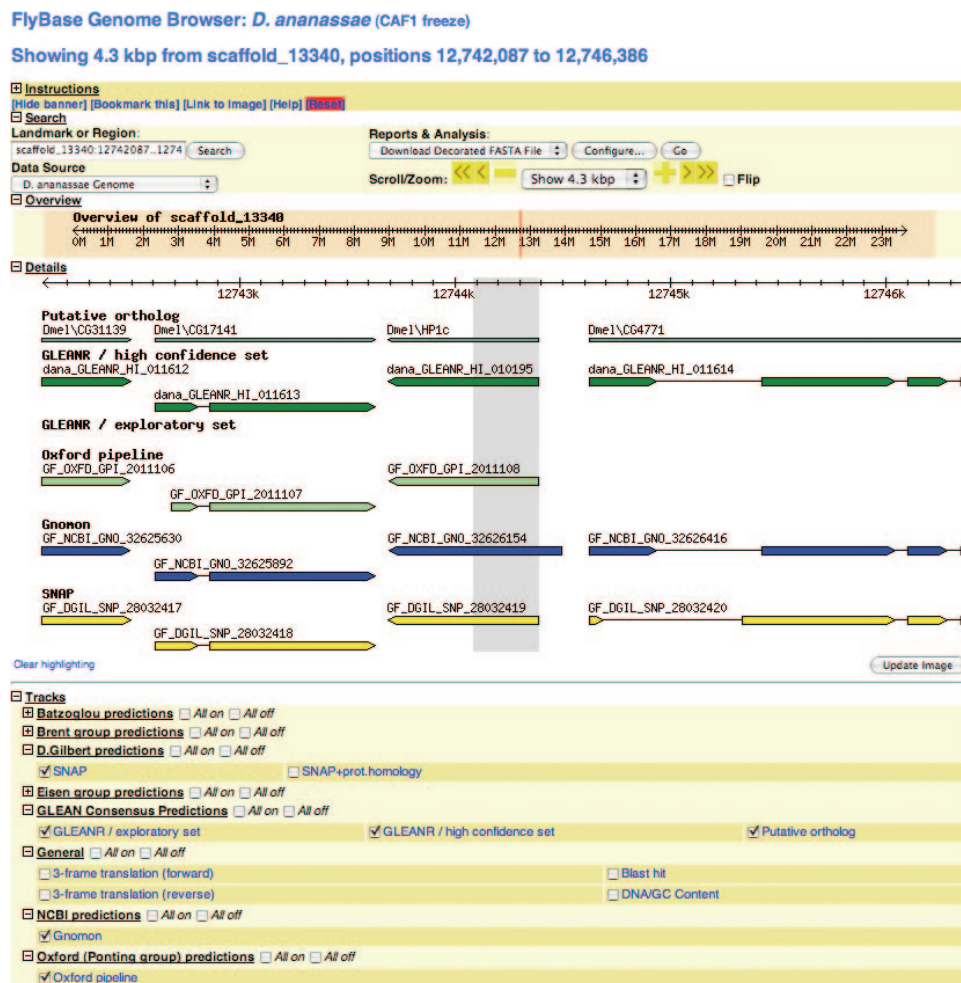 FlyBase Genome Browser: D. ananassae (CAF1 freeze)
Showing 4.3 kbp from scaffold_13340, positions 12,742,087 to 12,746,386
Instructions
[Hide banner] [Bookmark this] [Link to Image] [Help] [Reset]
Search
Landmark or Region: Reports & Analysis:
scaffold_13340:12742087..1274 Search Download Decorated FASTA File Configure... Go
Data Source
D. ananassae Genome Scroll/Zoom: Show 4.3 kbp Flip
Overview
Overview of scaffold_13340
0M 1M 2M 3M 4M 5M 6M 7M 8M 9M 10M 11M 12M 13M 14M 15M 16M 17M 18M 19M 20M 21M 22M 23M
Details
12743k 12744k 12745k 12746k
Putative ortholog
Dmel\CG31139 Dmel\CG17141 Dmel\HP1c Dmel\CG4771
GLEANR / high confidence set
dana_GLEANR_HI_011612 dana_GLEANR_HI_010195 dana_GLEANR_HI_011614
dana_GLEANR_HI_011613
GLEANR / exploratory set
Oxford pipeline
GF_OXFD_GPI_2011106 GF_OXFD_GPI_2011108
GF_OXFD_GPI_2011107
Gnomon
GF_NCBI_GNO_32625630 GF_NCBI_GNO_32626154 GF_NCBI_GNO_32626416
GF_NCBI_GNO_32625892
SNAP
GF_DGIL_SNP_28032417 GF_DGIL_SNP_28032419 GF_DGIL_SNP_28032420
GF_DGIL_SNP_28032418
Clear highlighting Update Image
Tracks
Batzoglou predictions All on All off
Brent group predictions All on All off
D.Gilbert predictions All on All off
SNAP SNAP+prot.homology
Eisen group predictions All on All off
GLEAN Consensus Predictions All on All off
GLEANR / exploratory set GLEANR / high confidence set Putative ortholog
General All on All off
3-frame translation (forward) Blast hit
3-frame translation (reverse) DNA/GC Content
NCBI predictions All on All off
Gnomon
Oxford (Ponting group) predictions All on All off
Oxford pipeline